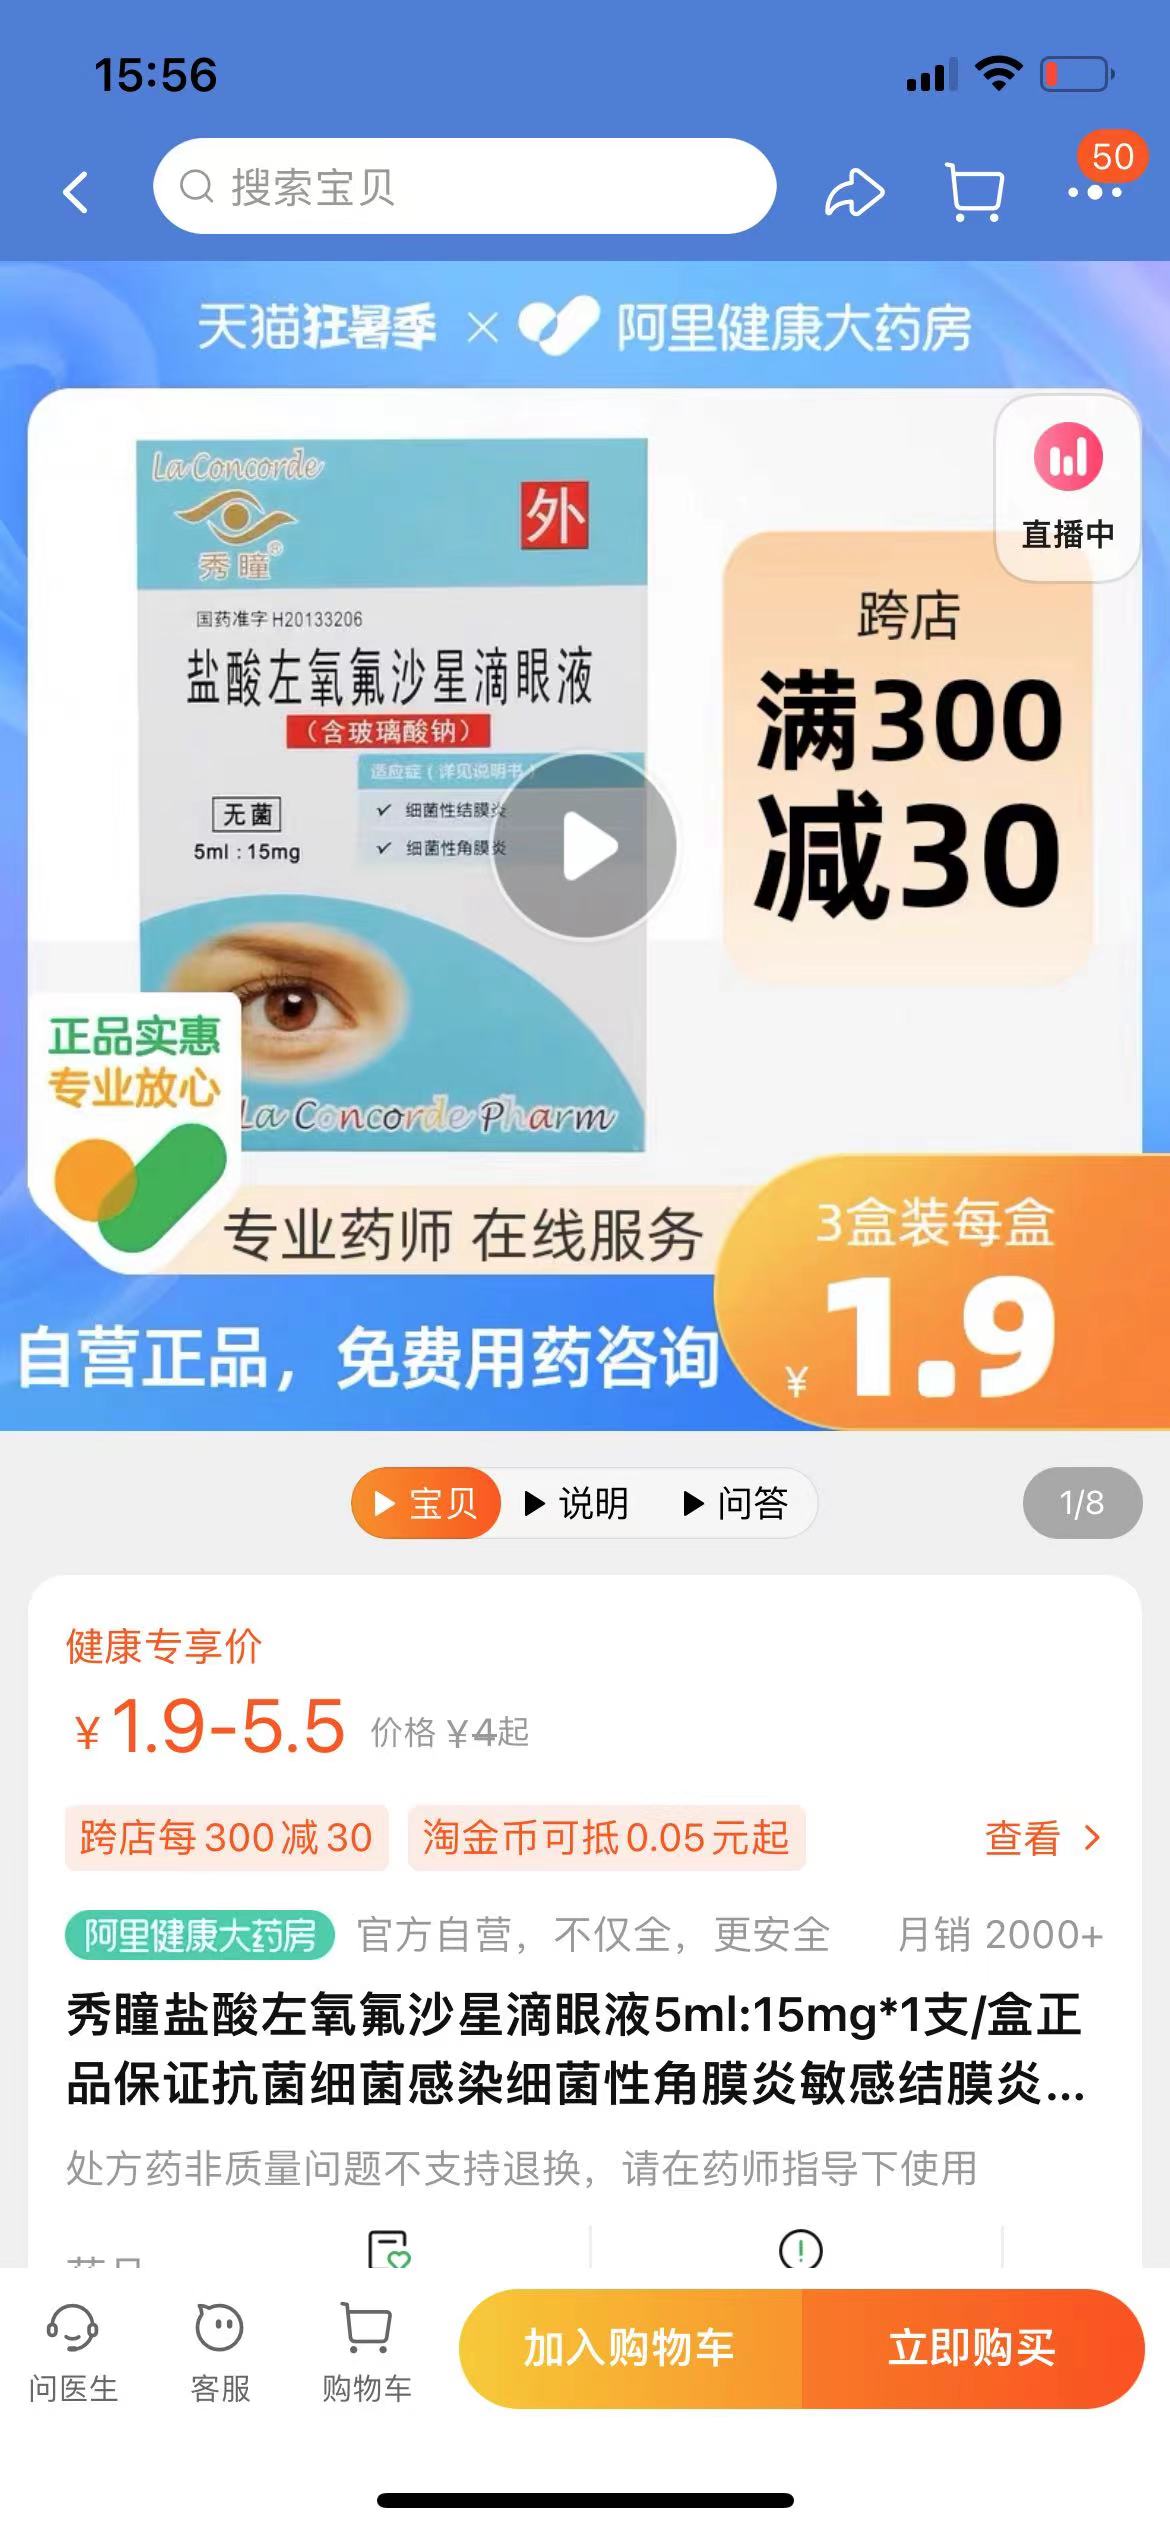 15:56
50
搜索宝贝
天猫狂暑季 × 阿里健康大药房
直播中
La Concorde
秀瞳®
外
国药准字H20133206
盐酸左氧氟沙星滴眼液
（含玻璃酸钠）
适应症（详见说明书）
✓ 细菌性结膜炎
✓ 细菌性角膜炎
无菌
5ml : 15mg
La Concorde Pharm
跨店
满300
减30
正品实惠
专业放心
专业药师 在线服务
3盒装每盒
¥1.9
自营正品，免费用药咨询
宝贝 说明 问答
1/8
健康专享价
¥1.9-5.5 价格 ¥4起
跨店每300减30 淘金币可抵0.05元起 查看
阿里健康大药房 官方自营，不仅全，更安全 月销 2000+
秀瞳盐酸左氧氟沙星滴眼液5ml:15mg*1支/盒正
品保证抗菌细菌感染细菌性角膜炎敏感结膜炎...
处方药非质量问题不支持退换，请在药师指导下使用
问医生 客服 购物车 加入购物车 立即购买